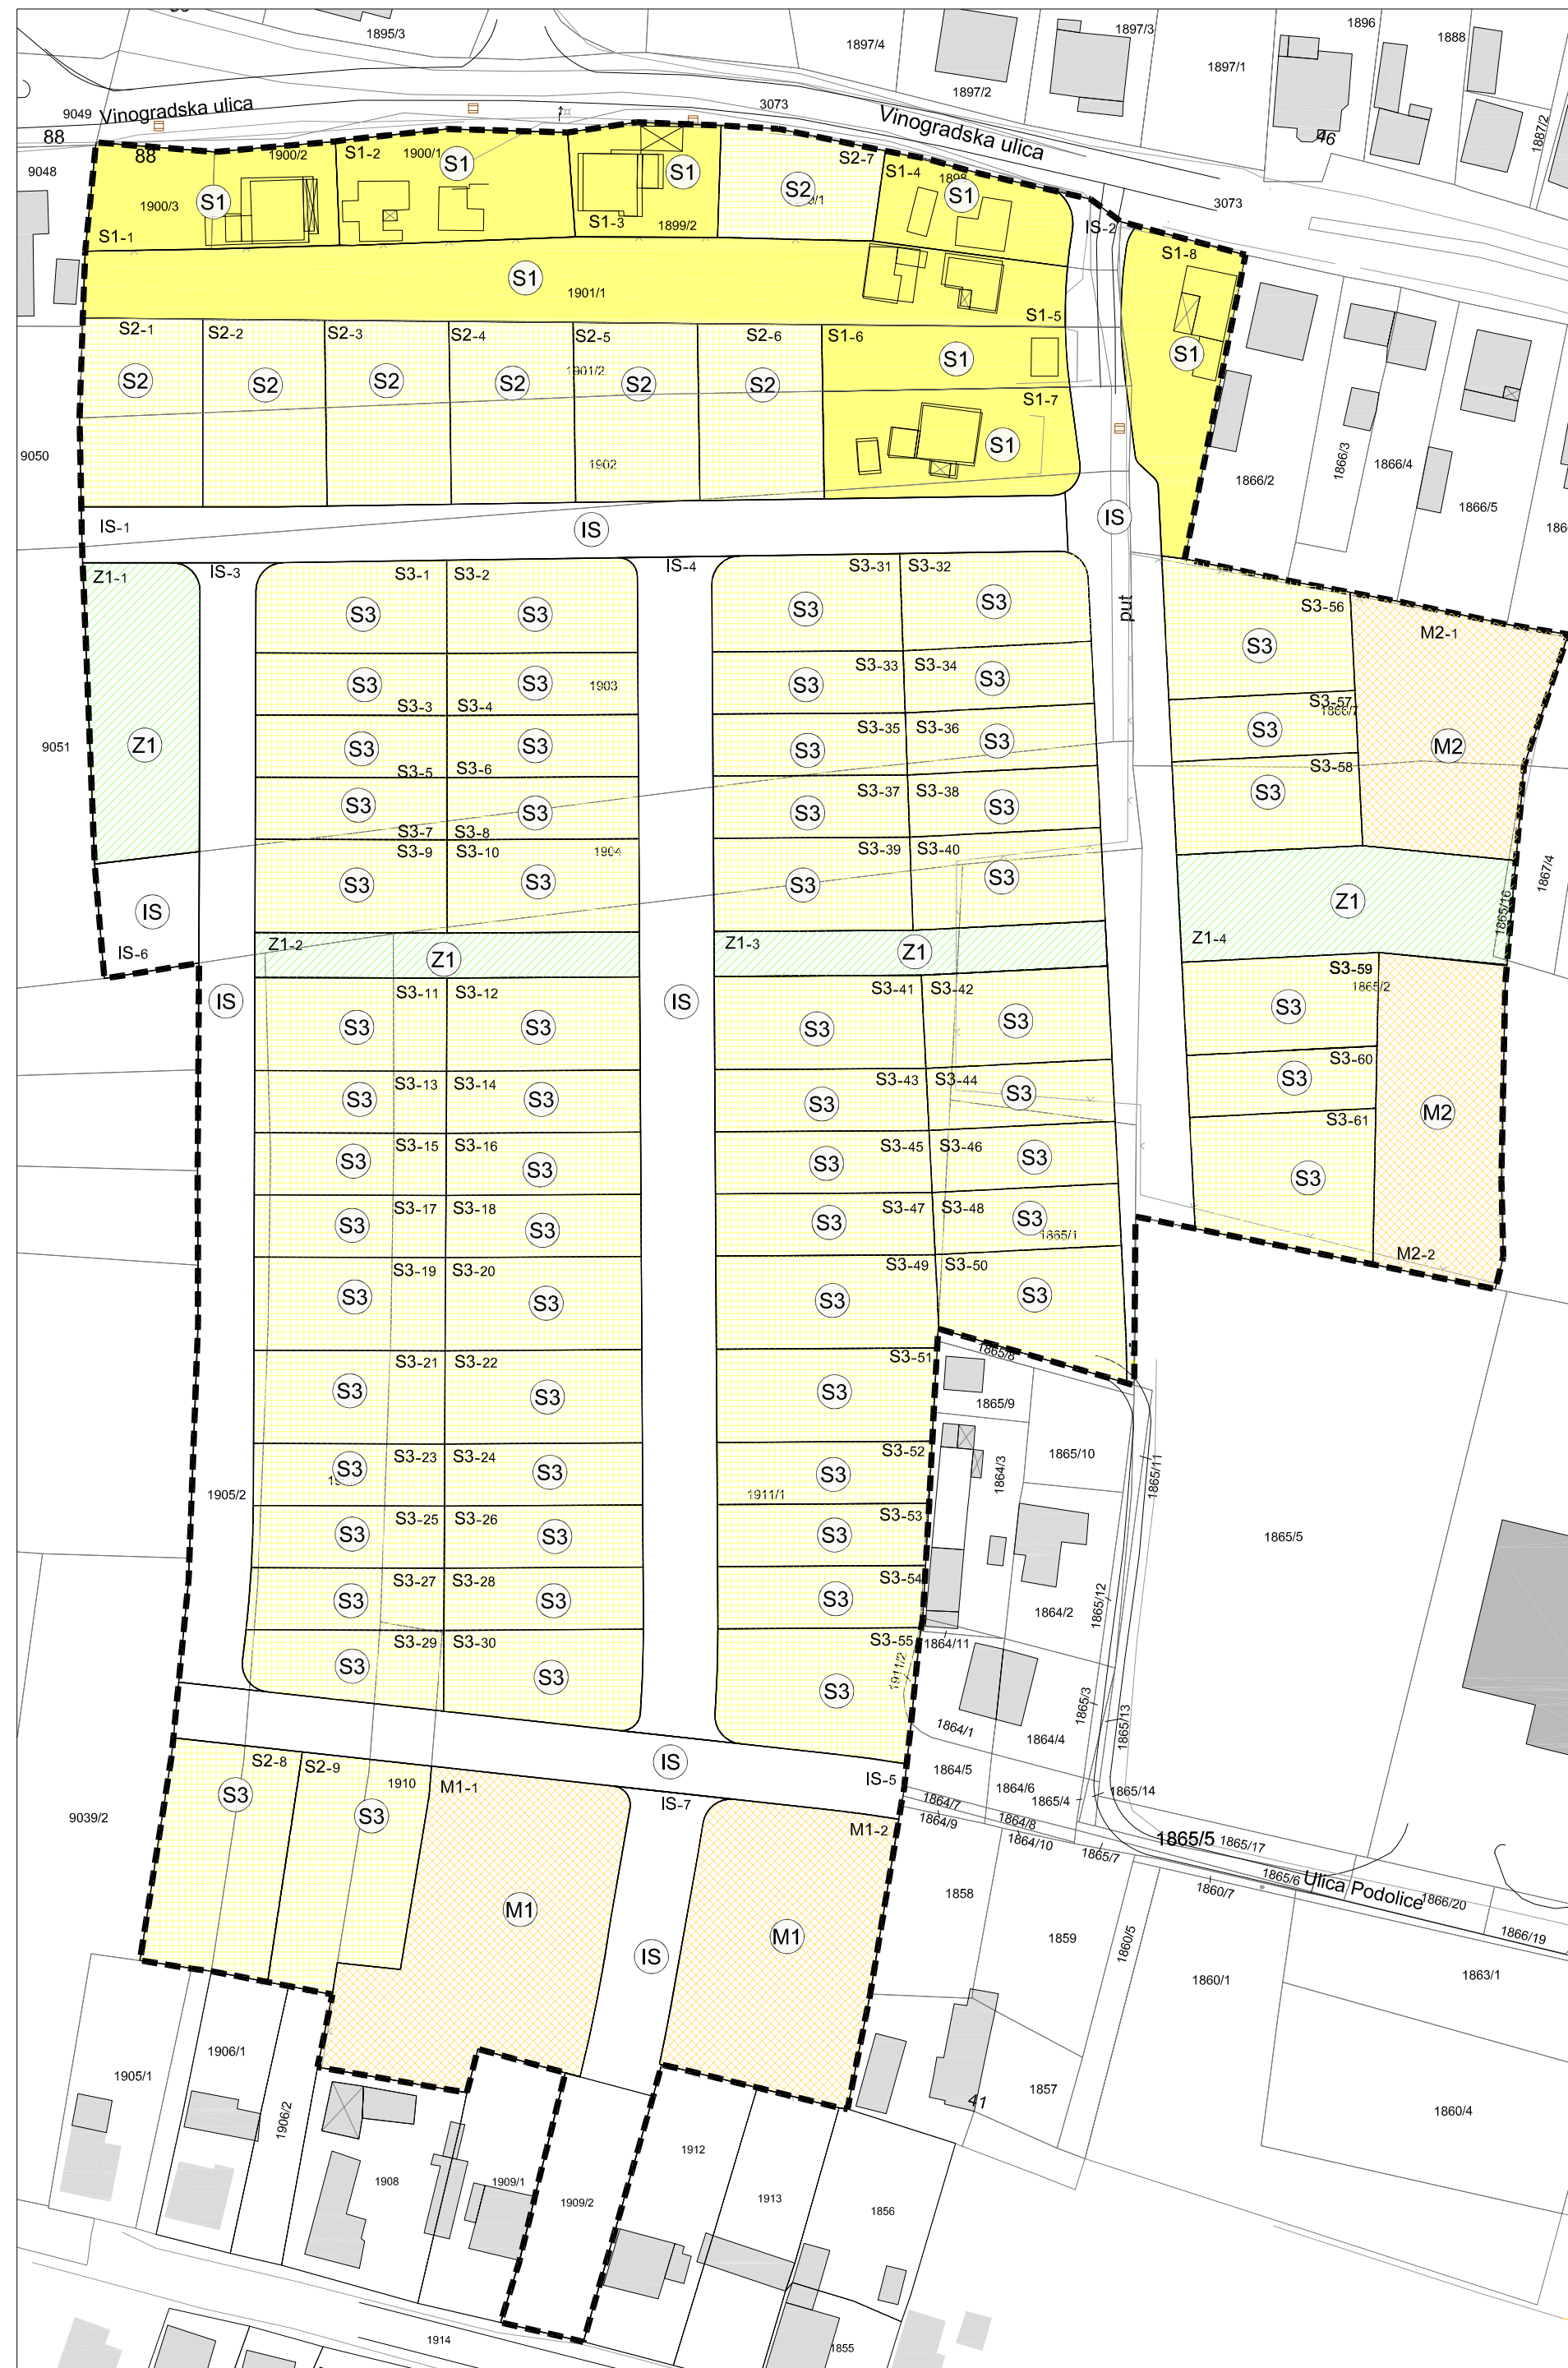 1895/3
1897/4
1897/3
1896
1888
1897/1
1897/2
1887/2
46
9049
Vinogradska ulica
3073
Vinogradska ulica
88
88
9048
1900/2
S1-2
1900/1
S1
S1
S2-7
S1-4
S1
S2
1900/3
S1
S1-1
S1-3
1899/2
3073
IS-2
S1-8
S1
1901/1
S1-5
S2-1
S2-2
S2-3
S2-4
S2-5
S2-6
S1-6
S1
S1
S2
S2
S2
S2
1901/2
S2
S2
S1-7
S1
9050
1902
1866/2
1866/3
1866/4
1866/5
IS-1
IS
IS
Z1-1
IS-3
S3-1
S3-2
IS-4
S3-31
S3-32
S3
S3
S3
S3
put
S3-56
S3
M2-1
S3
S3
1903
S3
S3-33
S3-34
S3
S3-3
S3-4
S3-57
1866/7
S3
M2
9051
Z1
S3
S3
S3
S3-35
S3-36
S3
S3-5
S3-6
S3-58
S3
S3
S3
S3
S3-37
S3-38
S3
S3-7
S3-8
S3-9
S3-10
1904
S3-39
S3-40
S3
S3
S3
S3
1867/4
IS
IS-6
Z1
1865/16
Z1-4
Z1-2
Z1
Z1-3
Z1
IS
IS
S3-11
S3-12
S3-41
S3-42
S3-59
1865/2
S3
S3
S3
S3
S3
S3-13
S3-14
S3-43
S3-44
S3-60
S3
S3
S3
S3
S3
S3
M2
S3-15
S3-16
S3-45
S3-46
S3-61
S3
S3
S3
S3
S3
S3-17
S3-18
S3-47
S3-48
S3
S3
S3
S3
1865/1
M2-2
S3-19
S3-20
S3-49
S3-50
S3
S3
S3
S3
S3-21
S3-22
S3-51
1865/8
S3
S3
S3
1865/9
S3-23
S3-24
S3-52
1864/3
1865/10
1865/11
S3
S3
S3
1905/2
1911/1
S3-25
S3-26
S3-53
S3
S3
S3
1865/5
S3-27
S3-28
S3-54
S3
S3
S3
1864/2
1865/12
S3-29
S3-30
S3-55
1864/11
S3
S3
S3
1911/2
1864/1
1864/4
1865/3
1865/13
IS
IS-5
1864/5
1864/6
1865/4
1865/14
S2-8
S2-9
S3
S3
1910
M1-1
IS-7
M1-2
1864/7
1864/9
1864/8
1864/10
1865/7
1865/5
1865/17
1865/6
Ulica Podolice
1866/20
1866/19
1860/7
9039/2
M1
M1
IS
1858
1859
1860/5
1860/1
1863/1
1905/1
1906/1
1906/2
1908
1909/1
1909/2
1912
1913
1856
1857
41
1860/4
1914
1855